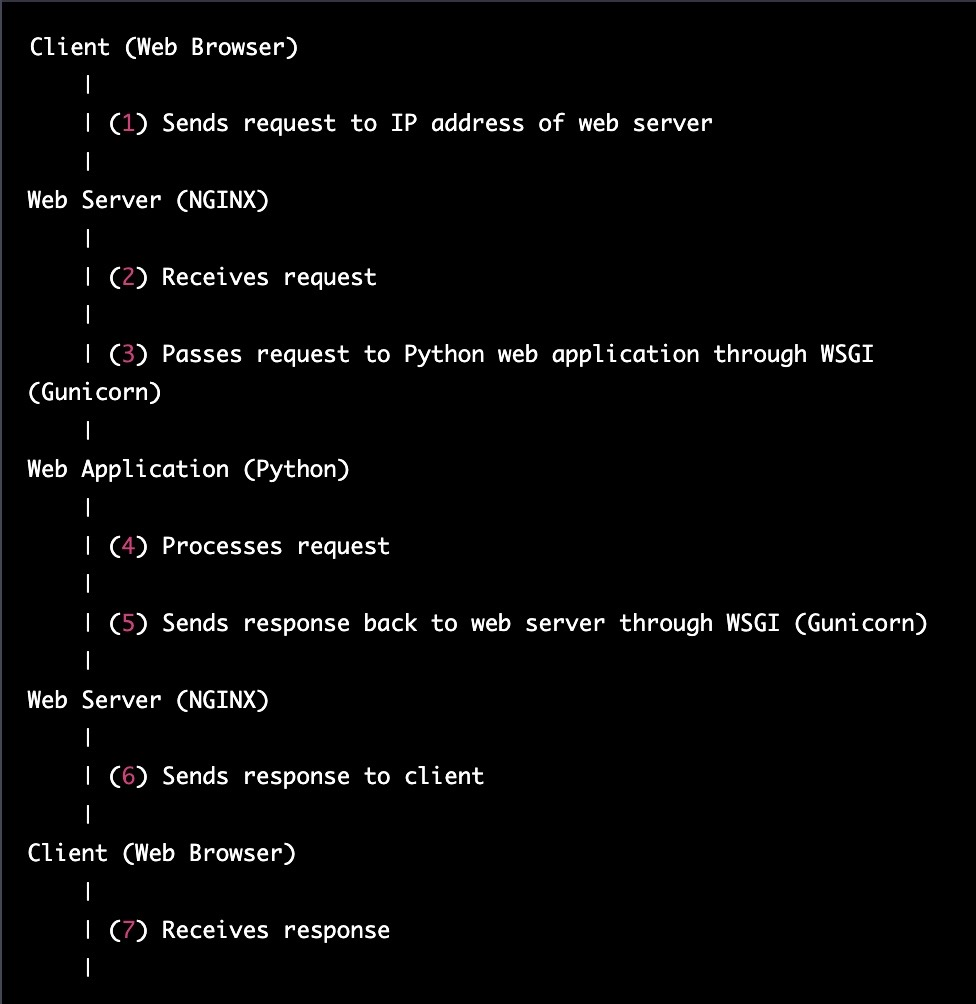 Client (Web Browser)
|
| (1) Sends request to IP address of web server
|
Web Server (NGINX)
|
| (2) Receives request
|
| (3) Passes request to Python web application through WSGI
(Gunicorn)
|
Web Application (Python)
|
| (4) Processes request
|
| (5) Sends response back to web server through WSGI (Gunicorn)
|
Web Server (NGINX)
|
| (6) Sends response to client
|
Client (Web Browser)
|
| (7) Receives response
|